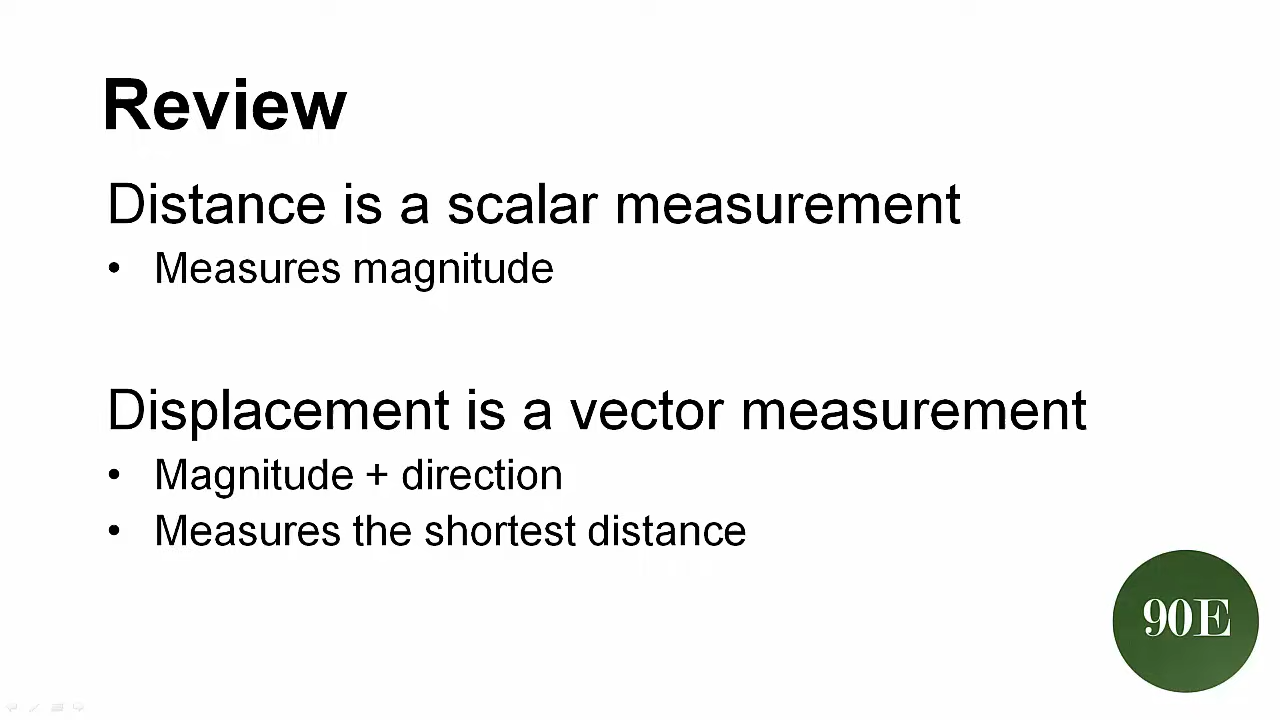 Review
Distance is a scalar measurement
• Measures magnitude
Displacement is a vector measurement
• Magnitude + direction
• Measures the shortest distance
90E